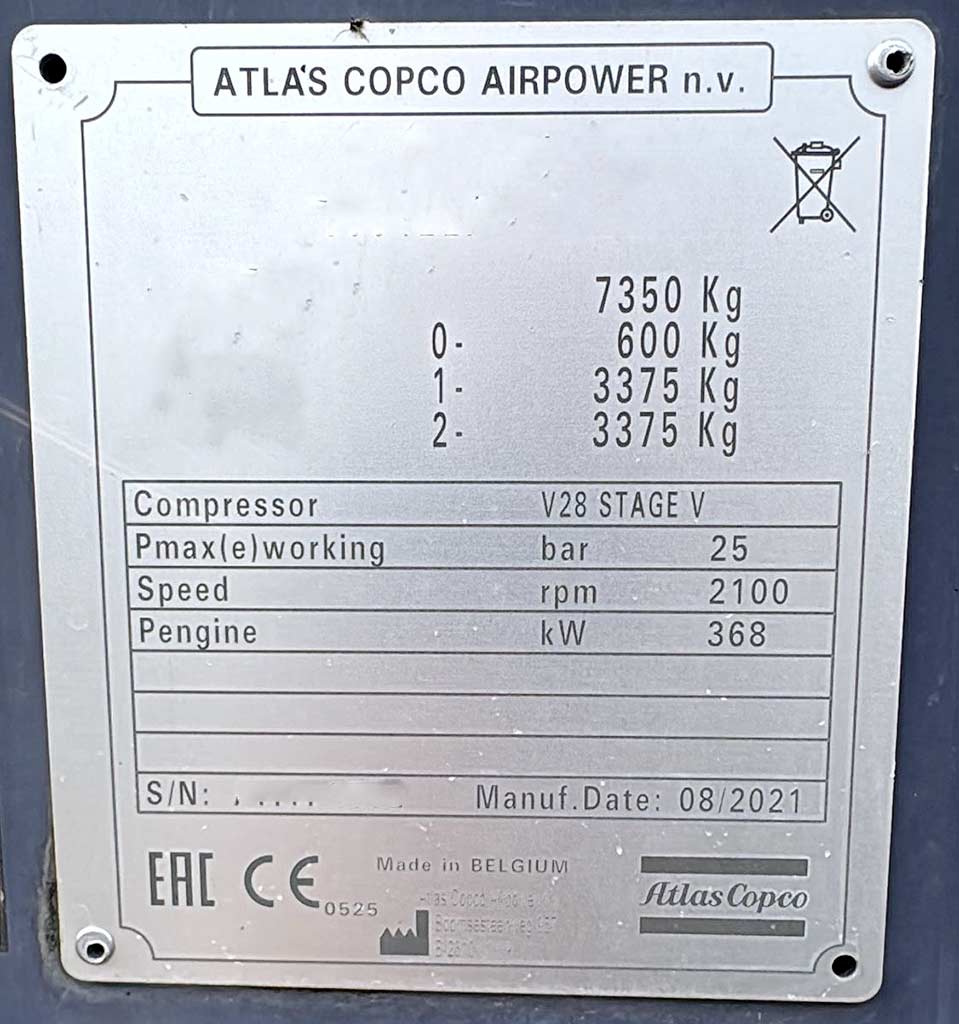 ATLAS COPCO AIRPOWER n.v.
7350 Kg
0- 600 Kg
1- 3375 Kg
2- 3375 Kg
Compressor V28 STAGE V
Pmax(e)working bar 25
Speed rpm 2100
Pengine kW 368
S/N: Manuf.Date: 08/2021
EAC CE 0525
Made in BELGIUM
Atlas Copco
Atlas Copco